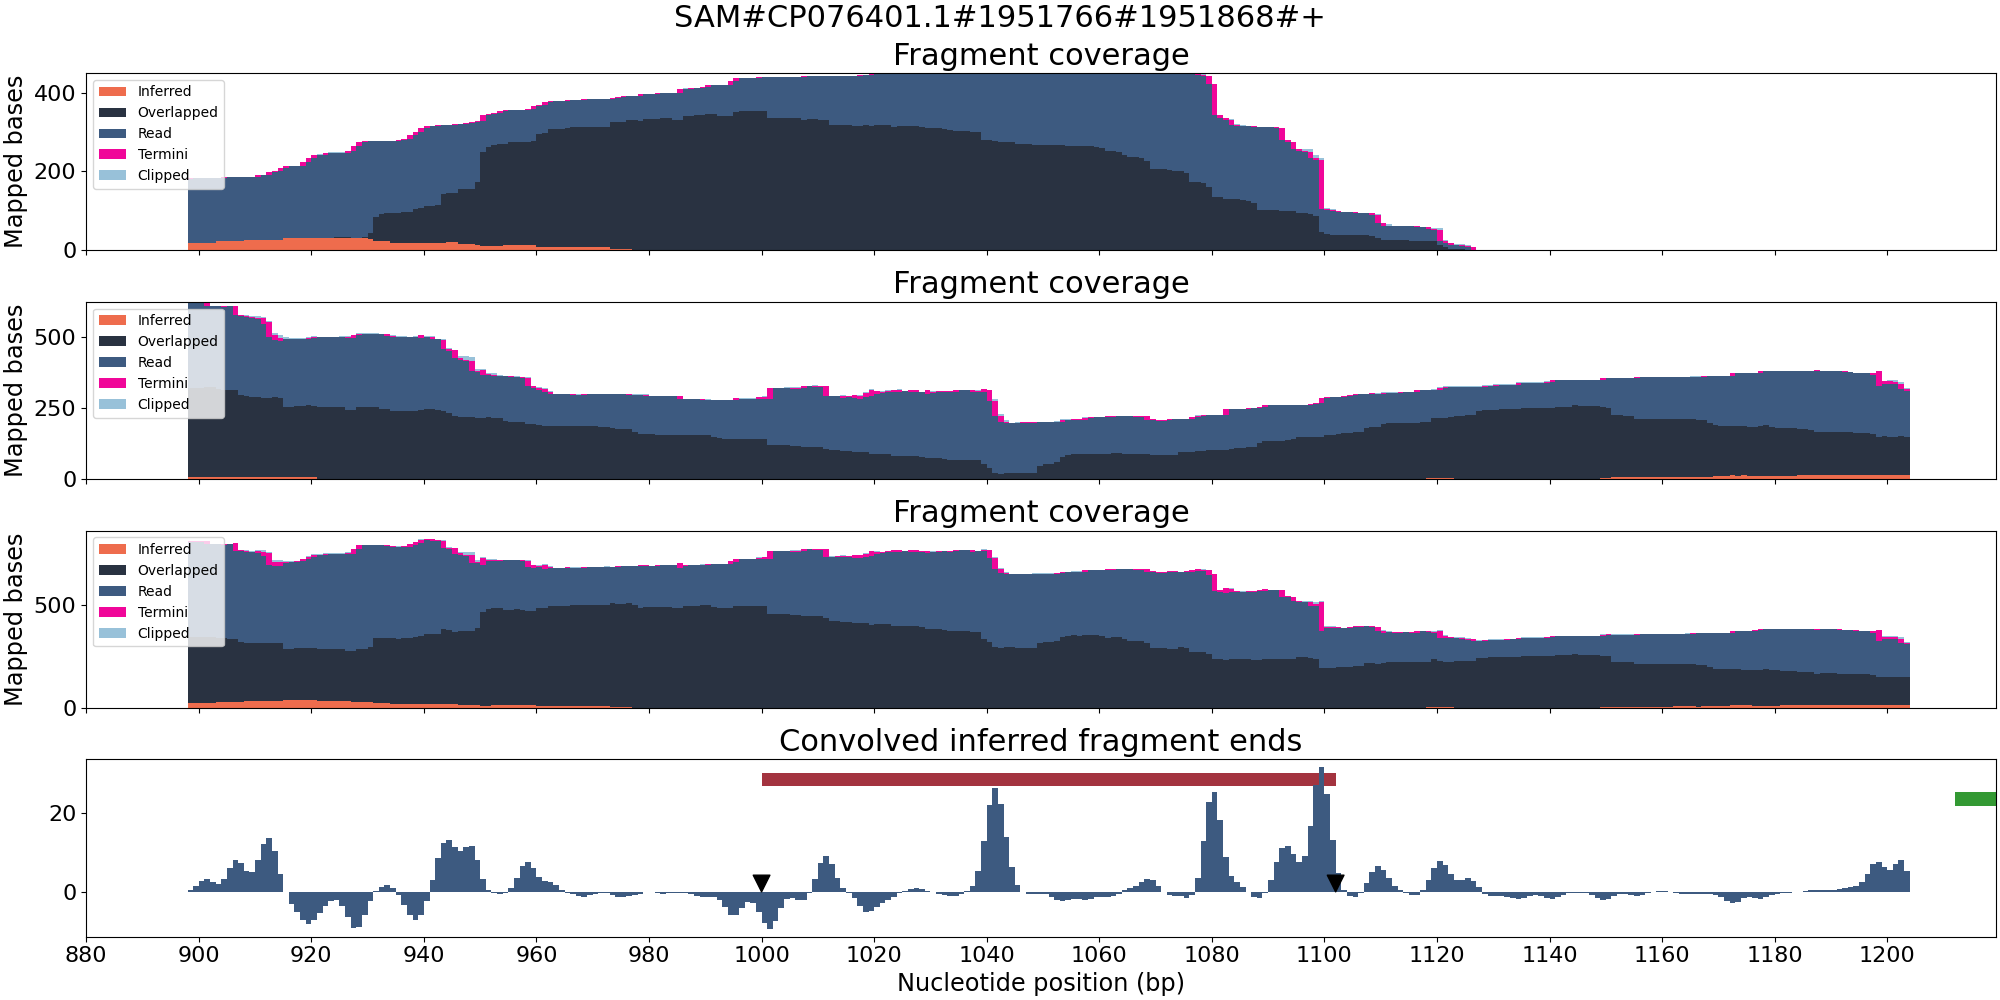 SAM#CP076401.1#1951766#1951868#+
Fragment coverage
Mapped bases
400
200
0
Inferred
Overlapped
Read
Termini
Clipped
Fragment coverage
Mapped bases
500
250
0
Inferred
Overlapped
Read
Termini
Clipped
Fragment coverage
Mapped bases
500
0
Inferred
Overlapped
Read
Termini
Clipped
Convolved inferred fragment ends
20
0
880 900 920 940 960 980 1000 1020 1040 1060 1080 1100 1120 1140 1160 1180 1200
Nucleotide position (bp)